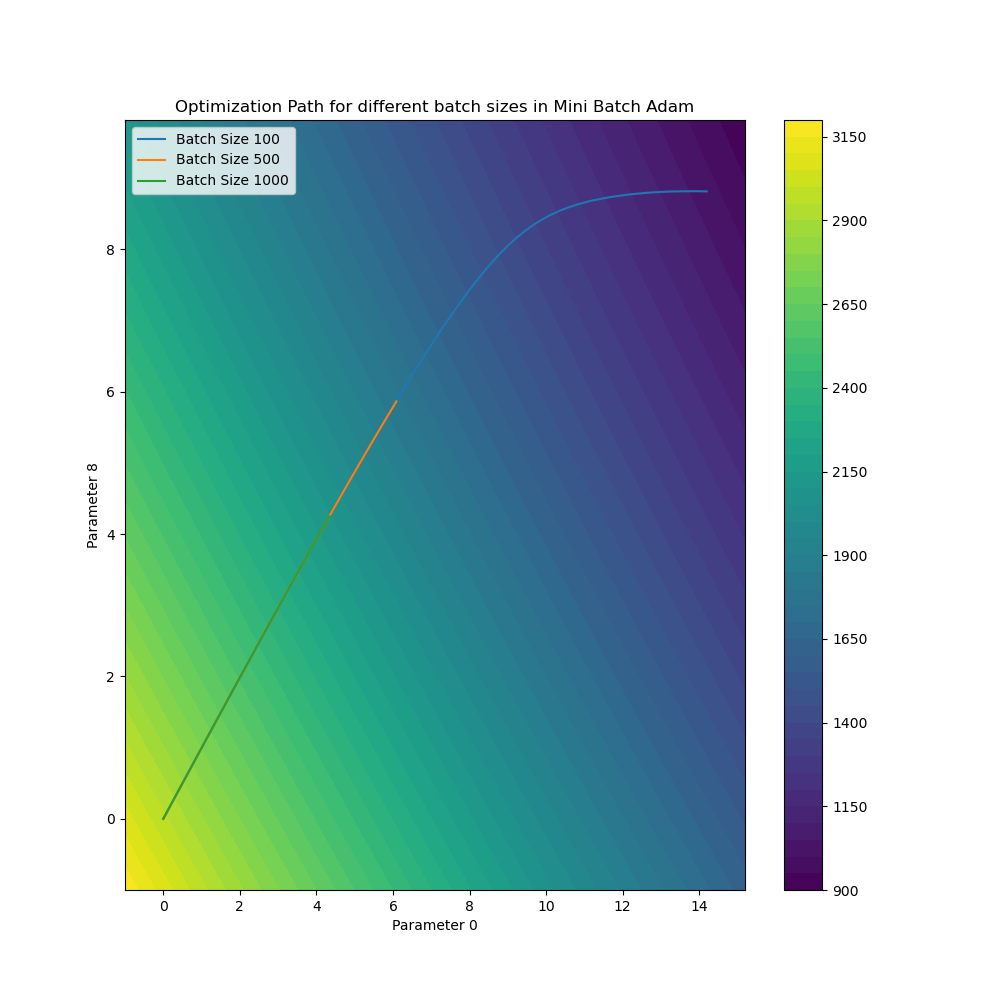 Optimization Path for different batch sizes in Mini Batch Adam
Batch Size 100
Batch Size 500
Batch Size 1000
8
6
4
2
0
Parameter 8
0 2 4 6 8 10 12 14
Parameter 0
3150
2900
2650
2400
2150
1900
1650
1400
1150
900